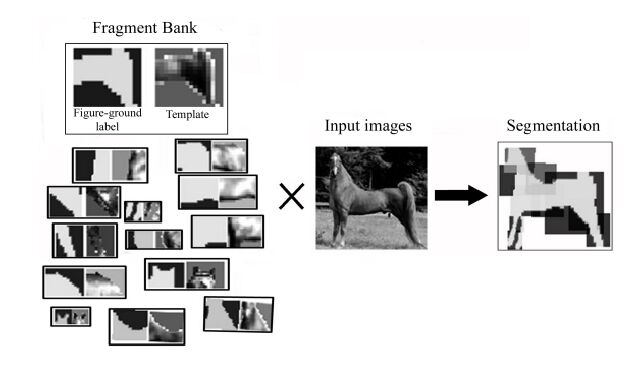 Fragment Bank
Figure-ground
label
Template
Input images
Segmentation